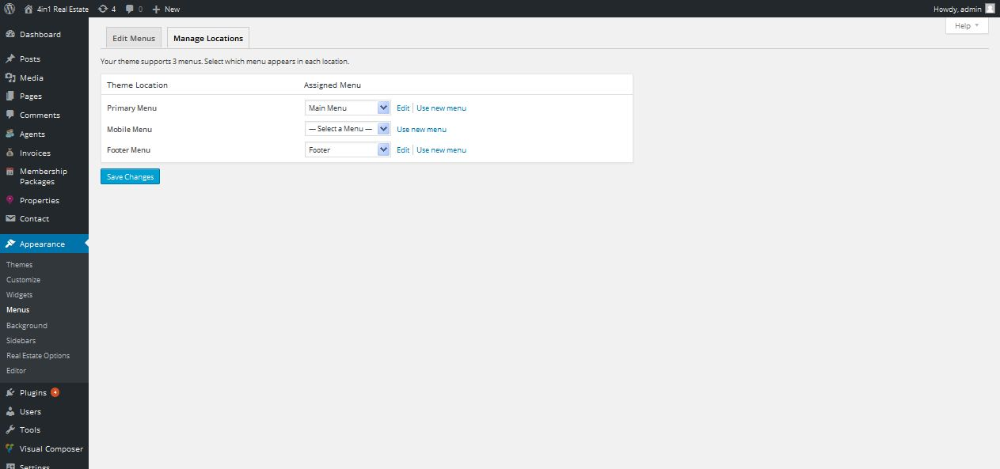 4in1 Real Estate 4 0 New Howdy, admin
Help
Dashboard
Posts
Media
Pages
Comments
Agents
Invoices
Membership
Packages
Properties
Contact
Appearance
Themes
Customize
Widgets
Menus
Background
Sidebars
Real Estate Options
Editor
Plugins 4
Users
Tools
Visual Composer
Settings
Edit Menus Manage Locations
Your theme supports 3 menus. Select which menu appears in each location.
Theme Location Assigned Menu
Primary Menu Main Menu Edit Use new menu
Mobile Menu — Select a Menu — Use new menu
Footer Menu Footer Edit Use new menu
Save Changes